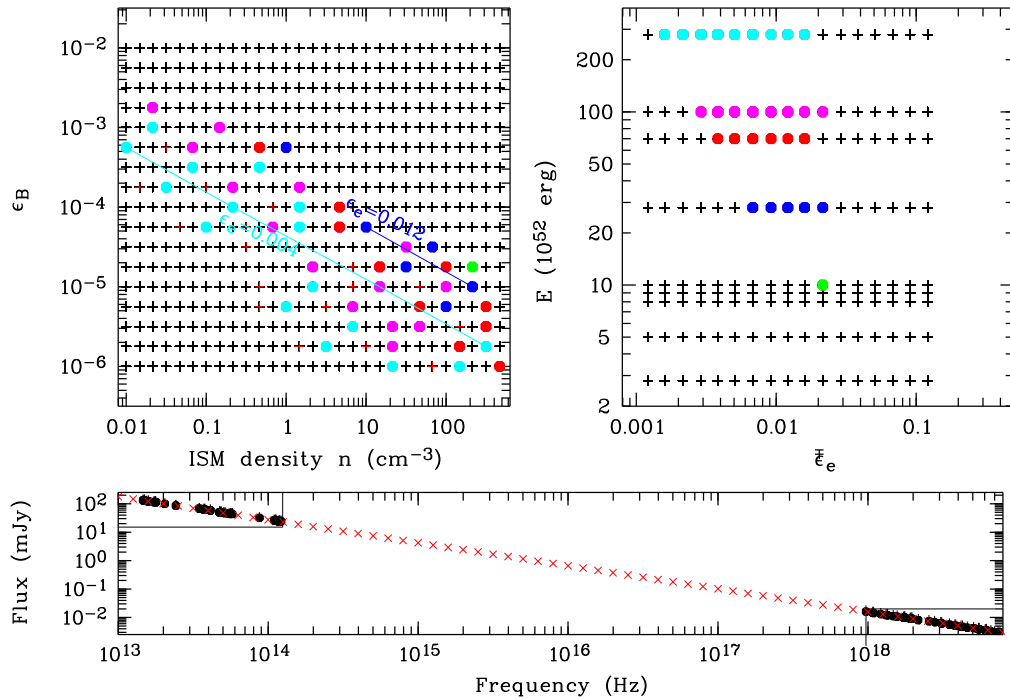 10⁻²
10⁻³
10⁻⁴
10⁻⁵
10⁻⁶
ϵ_B
ϵ_e=0.004
ϵ_e=0.012
0.01 0.1 1 10 100
ISM density n (cm⁻³)
200
100
50
20
10
5
2
E (10⁵² erg)
0.001 0.01 0.1
ϵ̄_e
10²
10¹
10⁰
10⁻¹
10⁻²
Flux (mJy)
10¹³ 10¹⁴ 10¹⁵ 10¹⁶ 10¹⁷ 10¹⁸
Frequency (Hz)